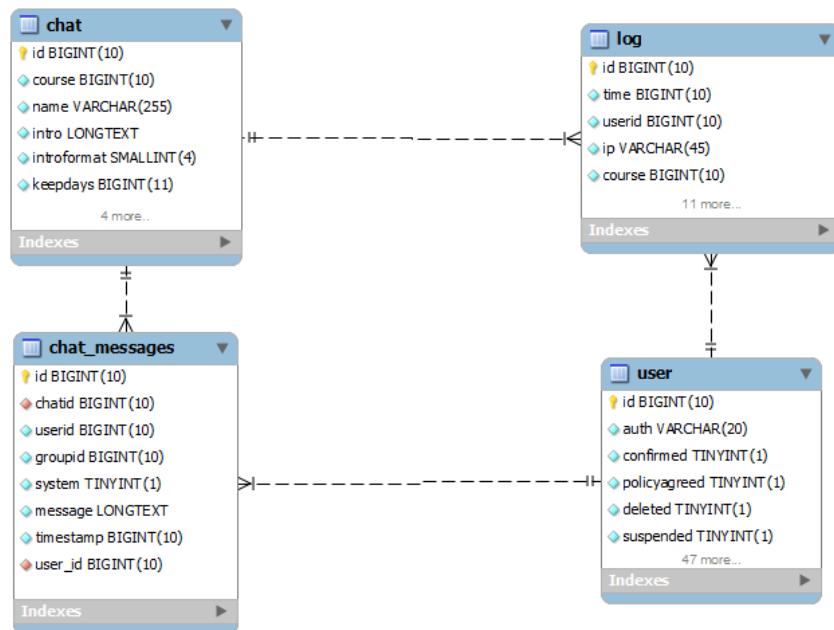 chat
id BIGINT(10)
course BIGINT(10)
name VARCHAR(255)
intro LONGTEXT
introformat SMALLINT(4)
keepdays BIGINT(11)
4 more...
Indexes
log
id BIGINT(10)
time BIGINT(10)
userid BIGINT(10)
ip VARCHAR(45)
course BIGINT(10)
11 more...
Indexes
chat_messages
id BIGINT(10)
chatid BIGINT(10)
userid BIGINT(10)
groupid BIGINT(10)
system TINYINT(1)
message LONGTEXT
timestamp BIGINT(10)
user_id BIGINT(10)
Indexes
user
id BIGINT(10)
auth VARCHAR(20)
confirmed TINYINT(1)
policyagreed TINYINT(1)
deleted TINYINT(1)
suspended TINYINT(1)
47 more...
Indexes